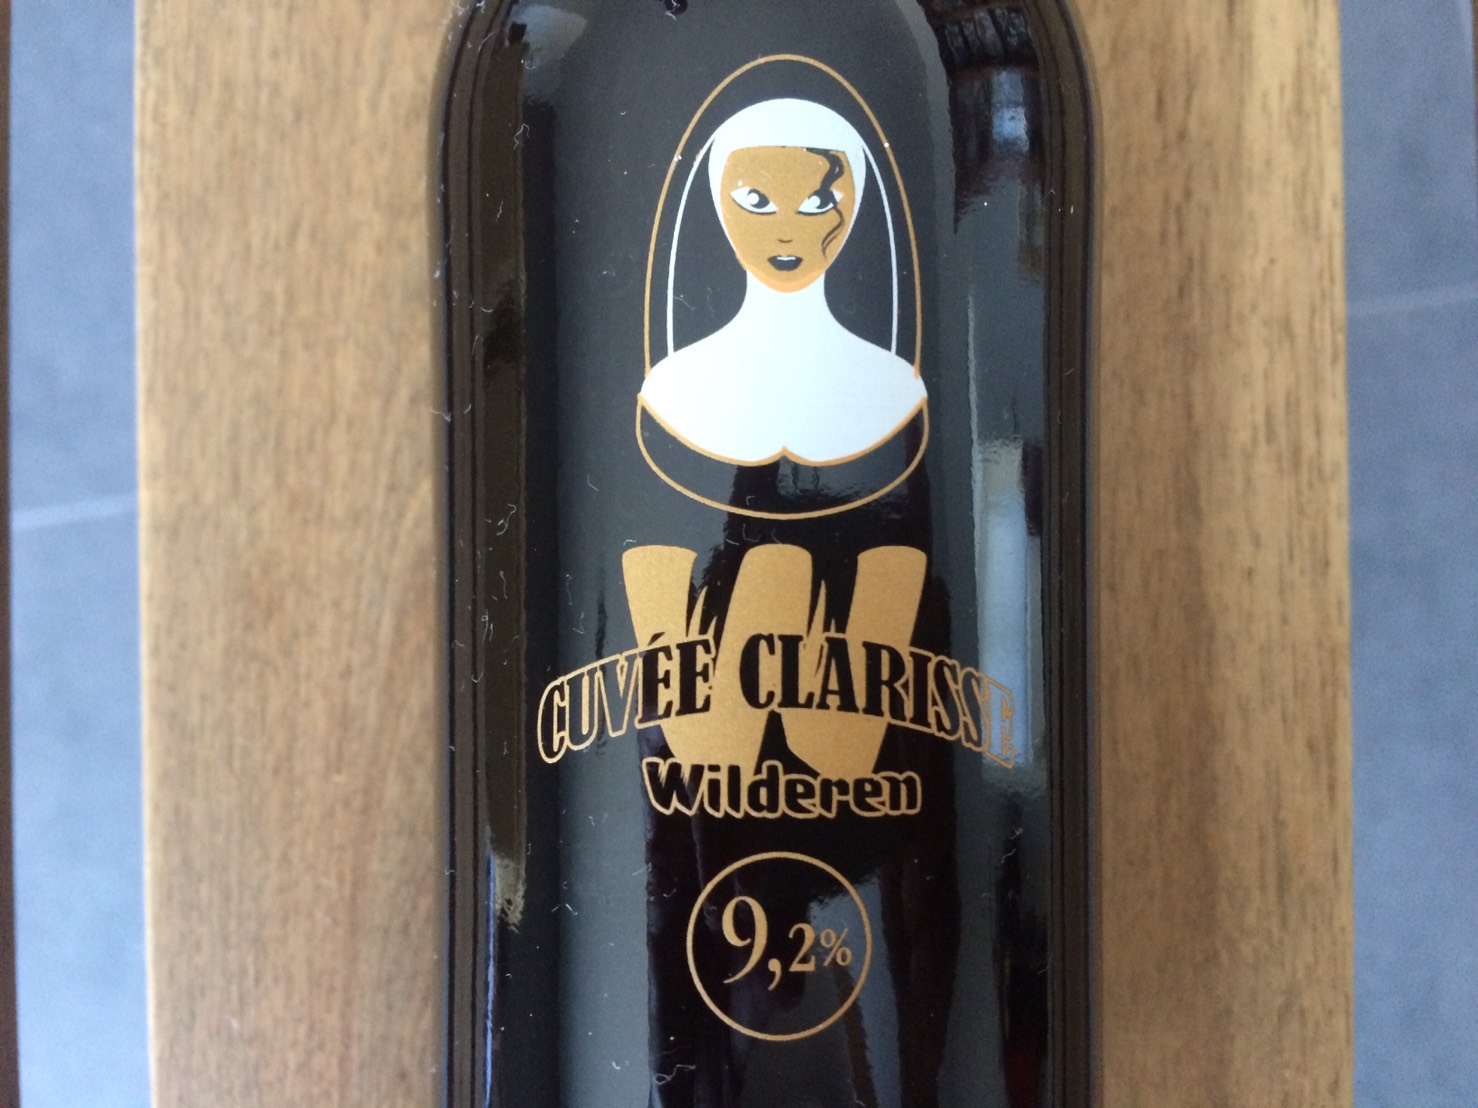 W
CUVÉE CLARISSE
Wilderen
9,2%